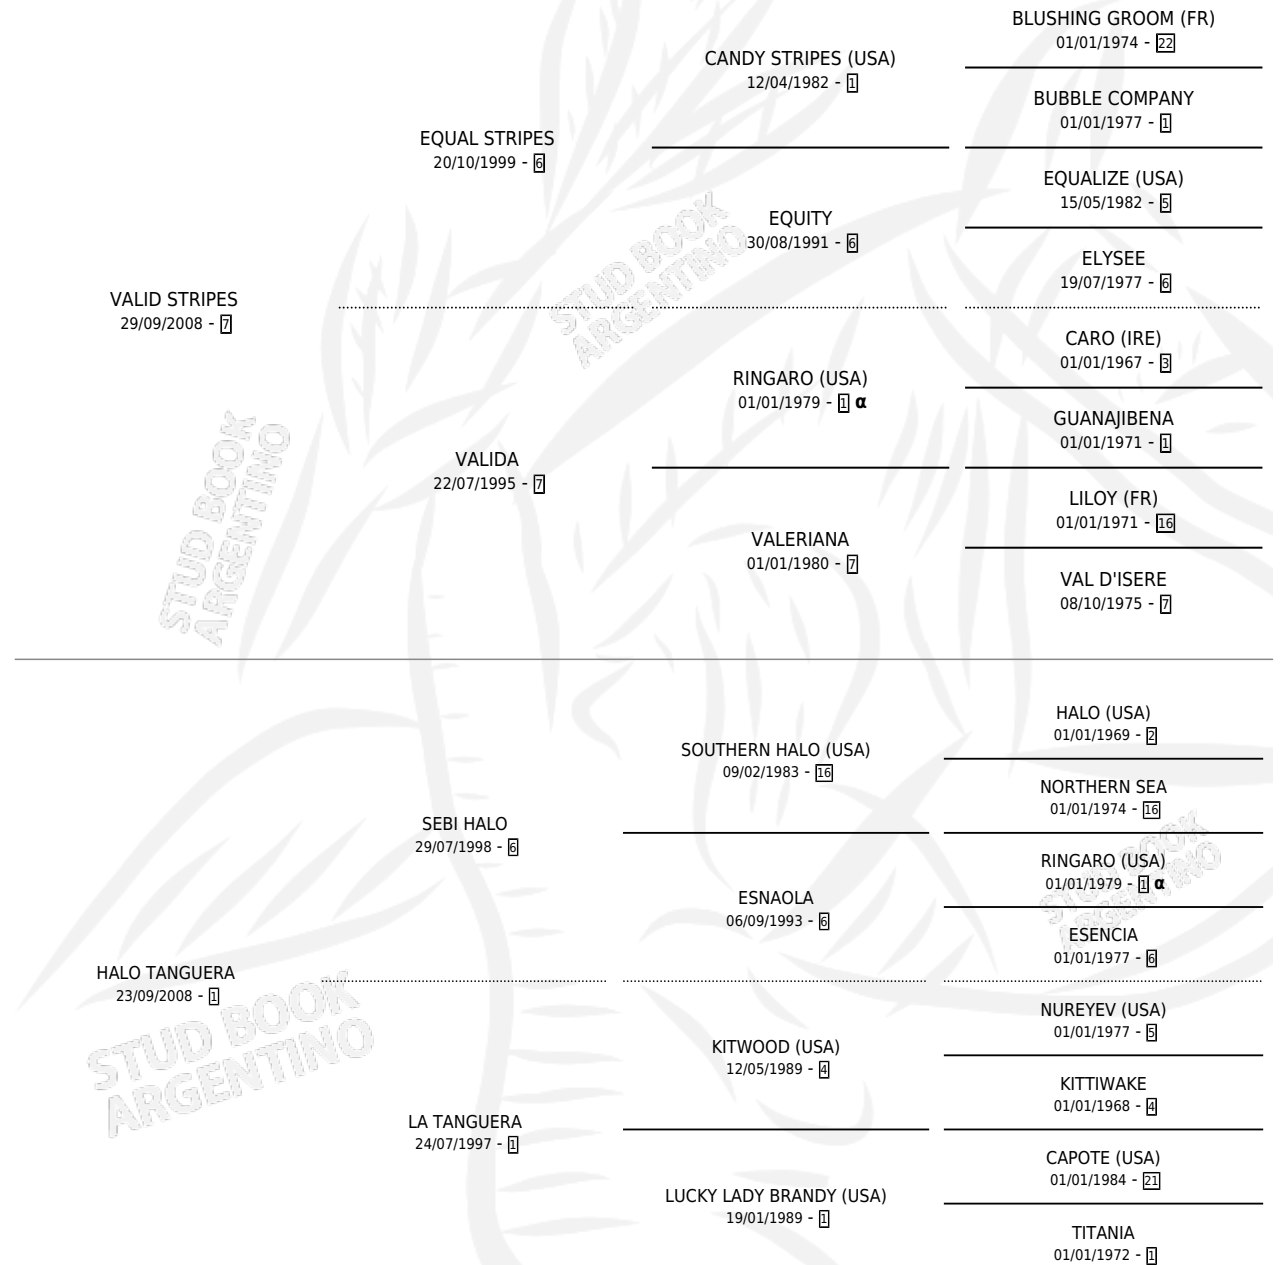 BLUSHING GROOM (FR)
01/01/1974 - 22
CANDY STRIPES (USA)
12/04/1982 - 1
BUBBLE COMPANY
01/01/1977 - 1
EQUAL STRIPES
20/10/1999 - 6
EQUALIZE (USA)
15/05/1982 - 5
EQUITY
30/08/1991 - 6
ELYSEE
19/07/1977 - 6
VALID STRIPES
29/09/2008 - 7
CARO (IRE)
01/01/1967 - 3
RINGARO (USA)
01/01/1979 - 1 α
GUANAJIBENA
01/01/1971 - 1
VALIDA
22/07/1995 - 7
LILOY (FR)
01/01/1971 - 16
VALERIANA
01/01/1980 - 7
VAL D'ISERE
08/10/1975 - 7
HALO (USA)
01/01/1969 - 2
SOUTHERN HALO (USA)
09/02/1983 - 16
NORTHERN SEA
01/01/1974 - 16
SEBI HALO
29/07/1998 - 6
RINGARO (USA)
01/01/1979 - 1 α
ESNAOLA
06/09/1993 - 6
ESENCIA
01/01/1977 - 6
HALO TANGUERA
23/09/2008 - 1
NUREYEV (USA)
01/01/1977 - 5
KITWOOD (USA)
12/05/1989 - 4
KITTIWAKE
01/01/1968 - 4
LA TANGUERA
24/07/1997 - 1
CAPOTE (USA)
01/01/1984 - 21
LUCKY LADY BRANDY (USA)
19/01/1989 - 1
TITANIA
01/01/1972 - 1
STUD BOOK
ARGENTINO
STUD BOOK
ARGENTINO
STUD BOOK
ARGENTINO
STUD BOOK
ARGENTINO